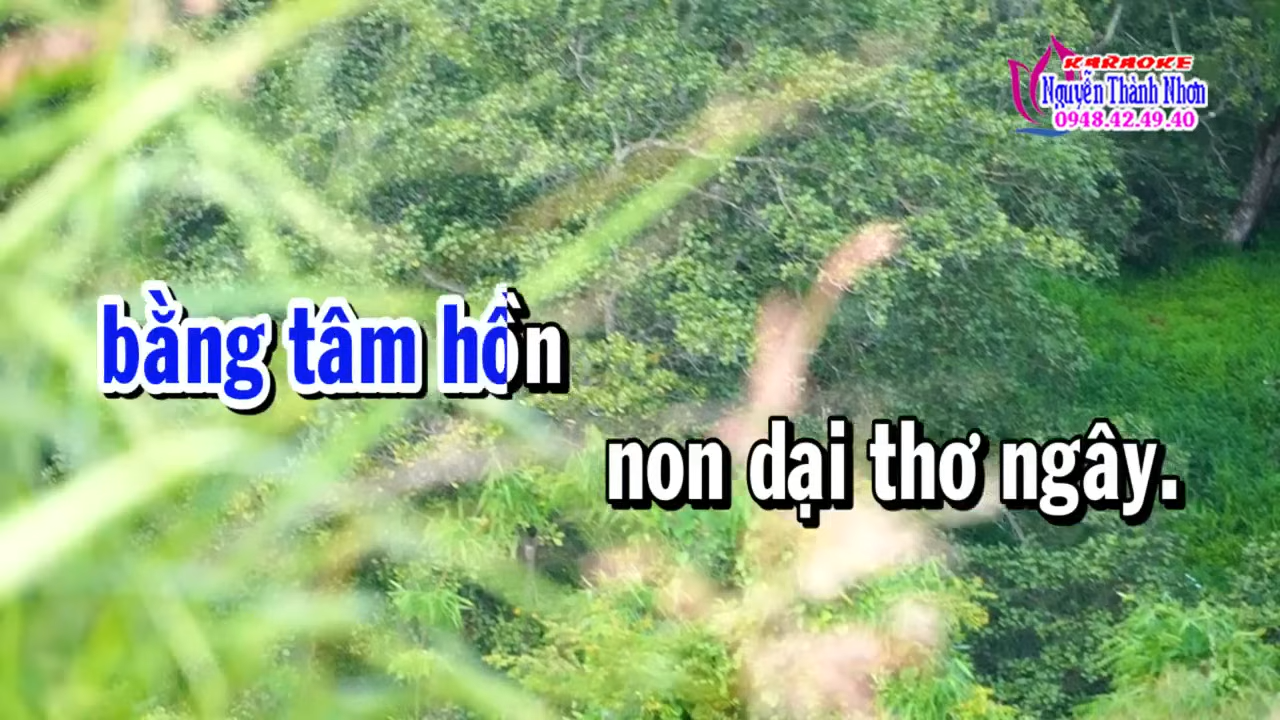 KARAOKE
Nguyễn Thành Nhơn
0948.42.49.40
bằng tâm hồn
non dại thơ ngây.